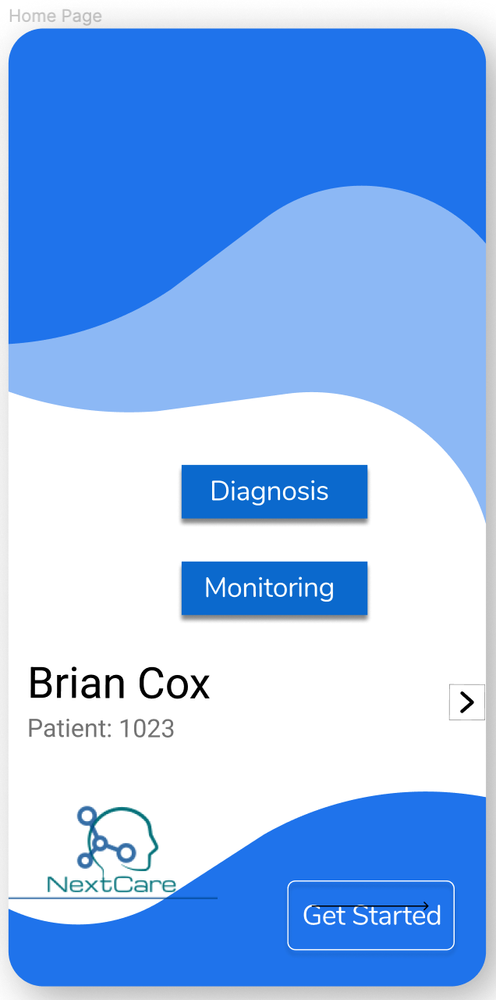 Home Page
Diagnosis
Monitoring
Brian Cox
Patient: 1023
NextCare
Get Started